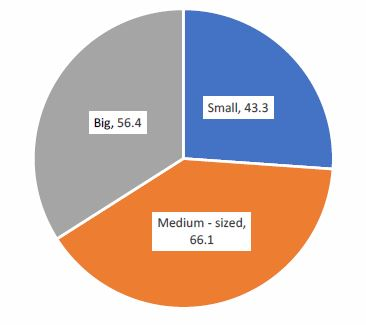 Small, 43.3
Big, 56.4
Medium - sized,
66.1